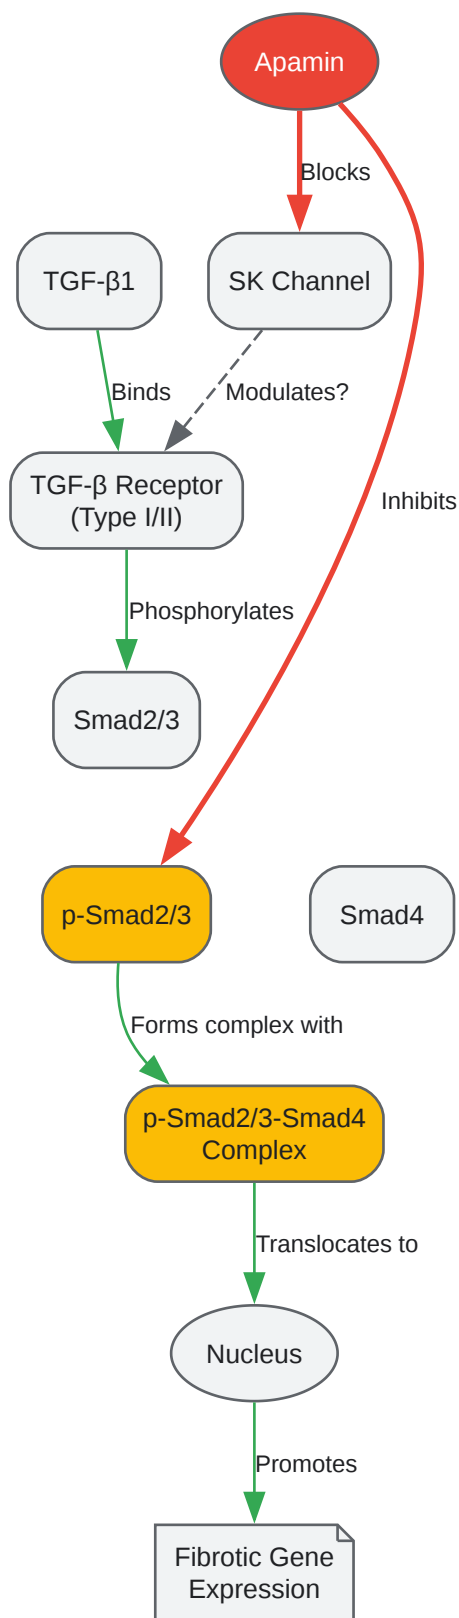 Apamin
Blocks
TGF-β1
SK Channel
Binds
Modulates?
TGF-β Receptor
(Type I/II)
Inhibits
Phosphorylates
Smad2/3
p-Smad2/3
Smad4
Forms complex with
p-Smad2/3-Smad4
Complex
Translocates to
Nucleus
Promotes
Fibrotic Gene
Expression